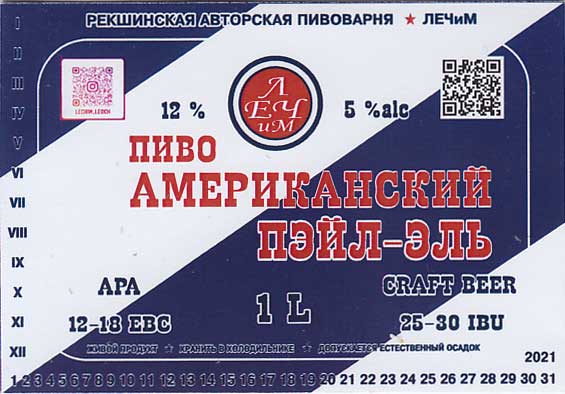 РЕКШИНСКАЯ АВТОРСКАЯ ПИВОВАРНЯ ★ ЛЕЧиМ
I
II
III
IV
V
VI
VII
VIII
IX
X
XI
XII
12 %
Л
ЕЧ
иМ
5 %alc
ПИВО
АМЕРИКАНСКИЙ
ПЭЙЛ-ЭЛЬ
APA
12-18 EBC
1 L
CRAFT BEER
25-30 IBU
ЖИВОЙ ПРОДУКТ ★ ХРАНИТЬ В ХОЛОДИЛЬНИКЕ ★ ДОПУСКАЕТСЯ ЕСТЕСТВЕННЫЙ ОСАДОК
2021
1 2 3 4 5 6 7 8 9 10 11 12 13 14 15 16 17 18 19 20 21 22 23 24 25 26 27 28 29 30 31